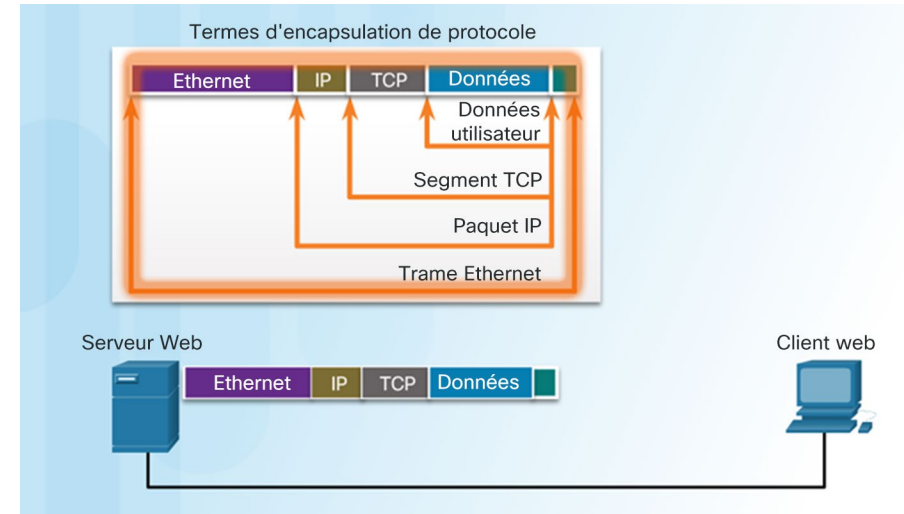 Termes d'encapsulation de protocole
Ethernet IP TCP Données
Données
utilisateur
Segment TCP
Paquet IP
Trame Ethernet
Serveur Web
Client web
Ethernet IP TCP Données